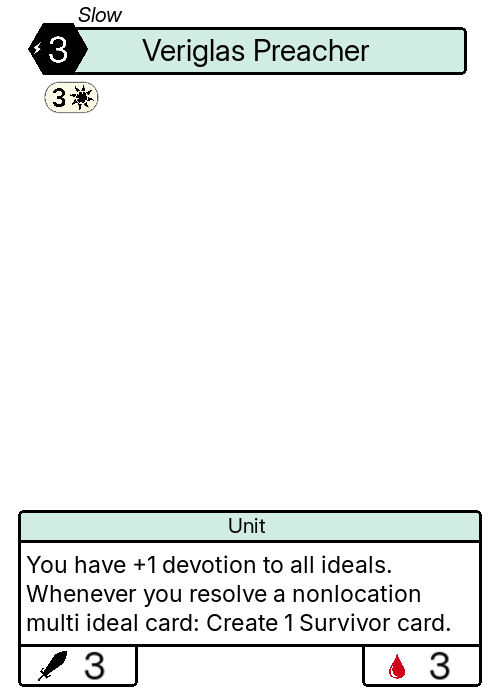 Slow
3 Veriglas Preacher
3
Unit
You have +1 devotion to all ideals.
Whenever you resolve a nonlocation
multi ideal card: Create 1 Survivor card.
3 3